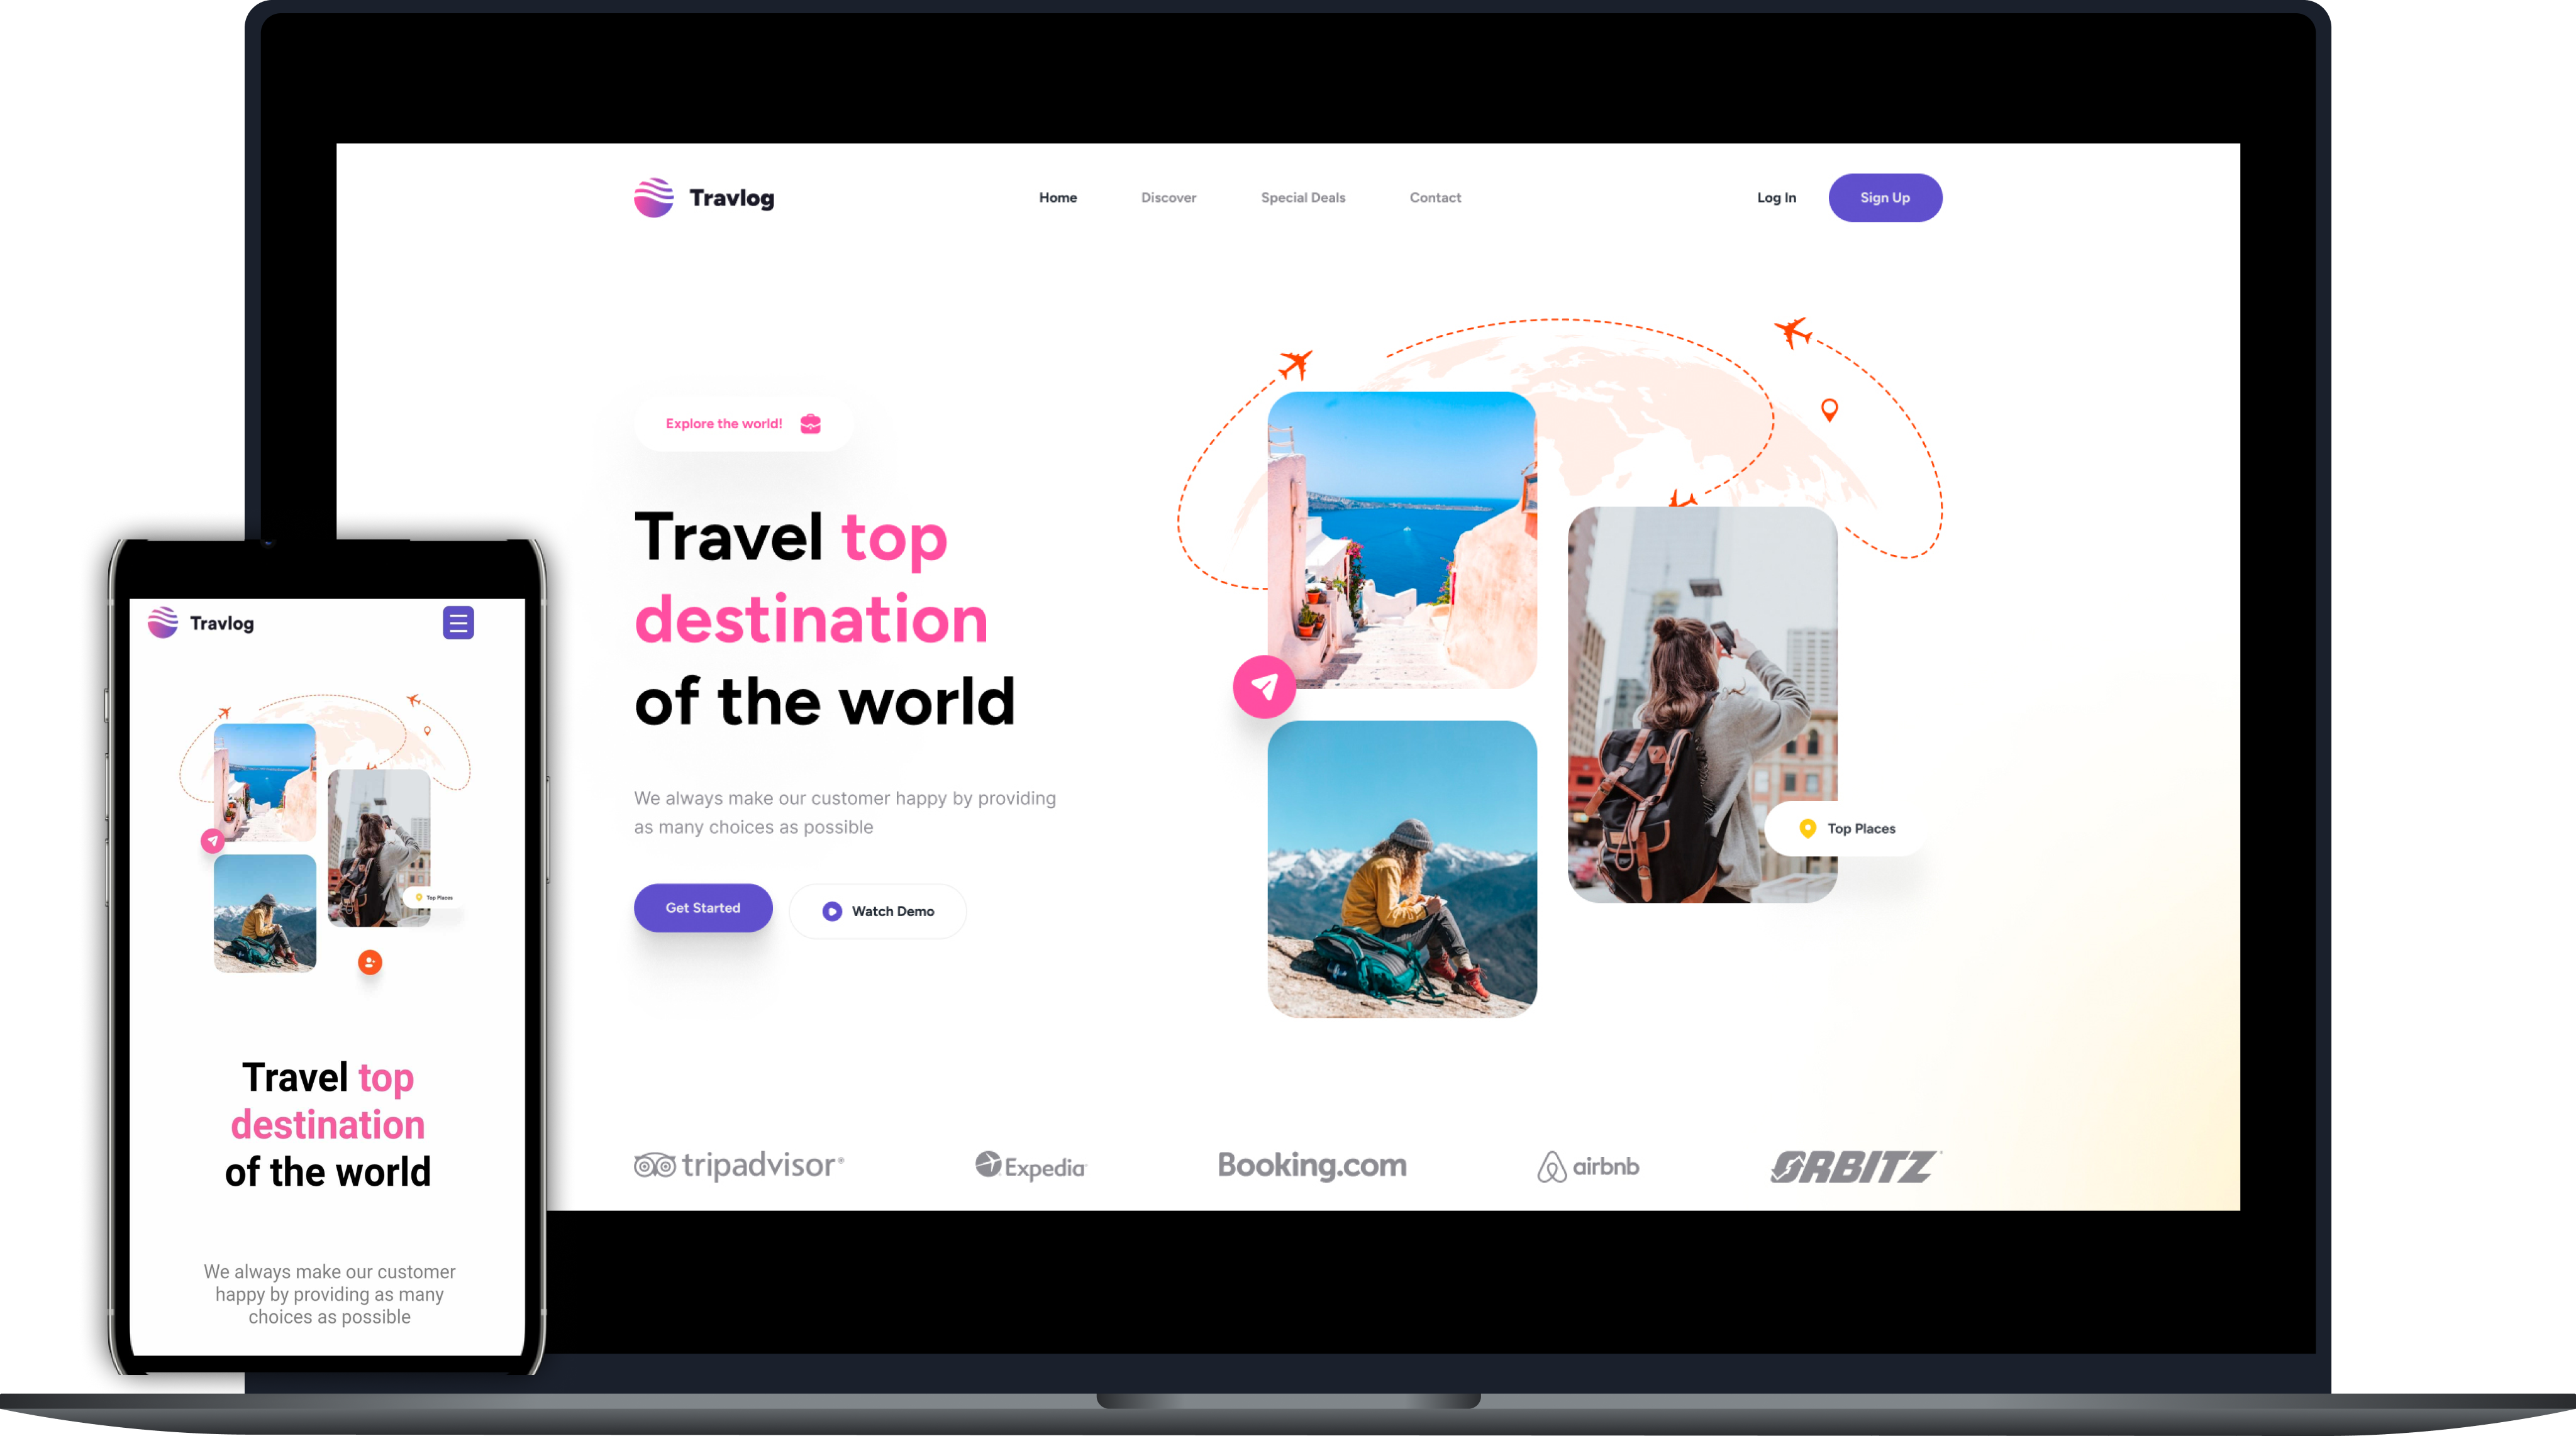 Travlog
Home
Discover
Special Deals
Contact
Log In
Sign Up
Explore the world!
Travel top
destination
of the world
We always make our customer happy by providing
as many choices as possible
Get Started
Watch Demo
Top Places
tripadvisor®
Expedia
Booking.com
airbnb
ORBITZ
Travlog
Top Places
Travel top
destination
of the world
We always make our customer
happy by providing as many
choices as possible